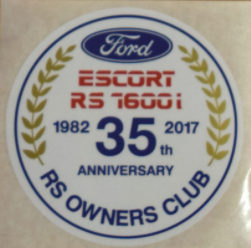 Ford
ESCORT
RS 1600i
1982 35th 2017
ANNIVERSARY
RS OWNERS CLUB